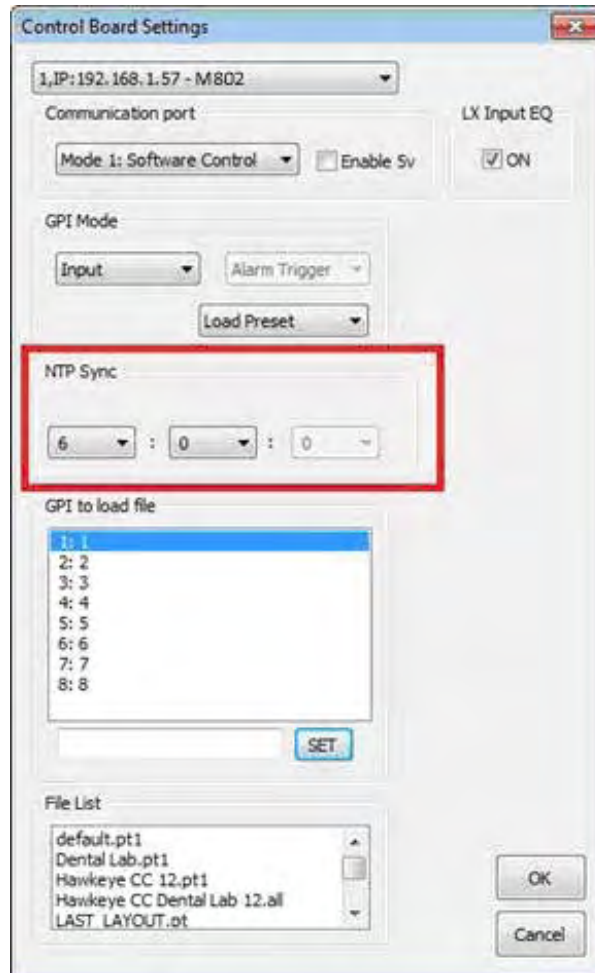 Control Board Settings
1,IP:192.168.1.57 - M802
Communication port
LX Input EQ
Mode 1: Software Control
Enable 5v
ON
GPI Mode
Input
Alarm Trigger
Load Preset
NTP Sync
6 : 0 : 0
GPI to load file
1: 1
2: 2
3: 3
4: 4
5: 5
6: 6
7: 7
8: 8
SET
File List
default.pt1
Dental Lab.pt1
Hawkeye CC 12.pt1
Hawkeye CC Dental Lab 12.all
LAST_LAYOUT.pt
OK
Cancel